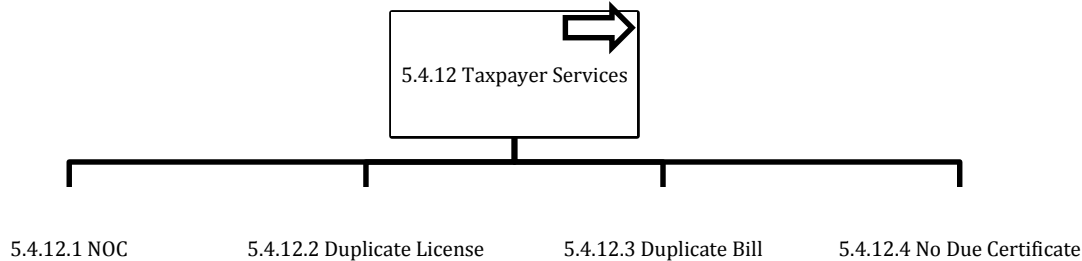 5.4.12 Taxpayer Services
5.4.12.1 NOC
5.4.12.2 Duplicate License
5.4.12.3 Duplicate Bill
5.4.12.4 No Due Certificate